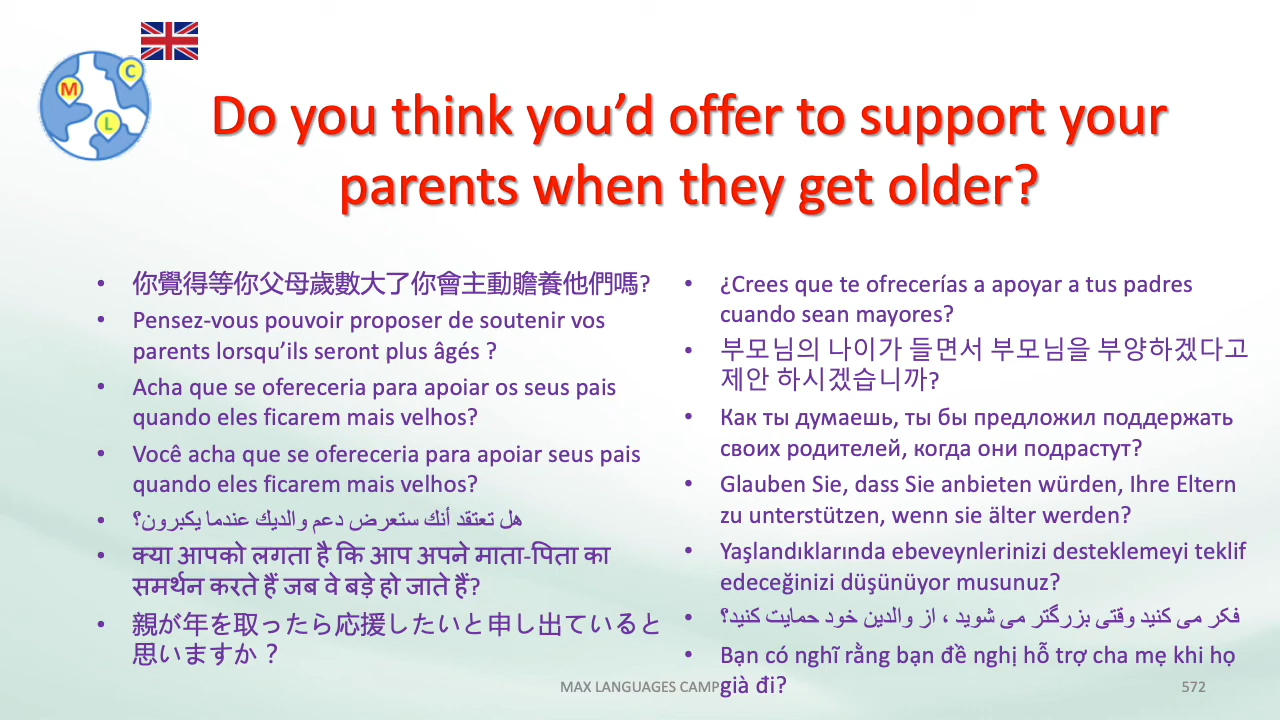 M
C
L
Do you think you’d offer to support your
parents when they get older?
• 你覺得等你父母歲數大了你會主動贍養他們嗎?
• Pensez-vous pouvoir proposer de soutenir vos
parents lorsqu’ils seront plus âgés ?
• Acha que se ofereceria para apoiar os seus pais
quando eles ficarem mais velhos?
• Você acha que se ofereceria para apoiar seus pais
quando eles ficarem mais velhos?
• هل تعتقد أنك ستعرض دعم والديك عندما يكبرون؟
• क्या आपको लगता है कि आप अपने माता-पिता का
समर्थन करते हैं जब वे बड़े हो जाते हैं?
• 親が年を取ったら応援したいと申し出ていると
思いますか？
• ¿Crees que te ofrecerías a apoyar a tus padres
cuando sean mayores?
• 부모님의 나이가 들면서 부모님을 부양하겠다고
제안 하시겠습니까?
• Как ты думаешь, ты бы предложил поддержать
своих родителей, когда они подрастут?
• Glauben Sie, dass Sie anbieten würden, Ihre Eltern
zu unterstützen, wenn sie älter werden?
• Yaşlandıklarında ebeveynlerinizi desteklemeyi teklif
edeceğinizi düşünüyor musunuz?
• فکر می کنید وقتی بزرگتر می شوید ، از والدین خود حمایت کنید؟
• Bạn có nghĩ rằng bạn đề nghị hỗ trợ cha mẹ khi họ
già đi?
MAX LANGUAGES CAMP
572